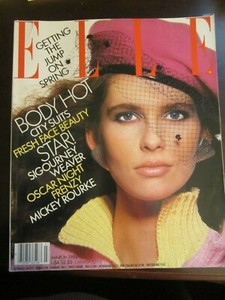 ELLE
GETTING
THE
JUMP
ON
SPRING
BODY HOT
CITY SUITS
FRESH FACE BEAUTY
STAR!
SIGOURNEY
WEAVER
OSCAR NIGHT
FRENZY
MICKEY ROURKE